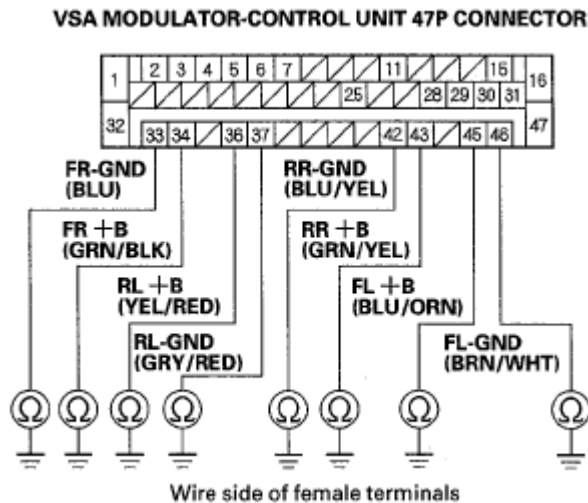 VSA MODULATOR-CONTROL UNIT 47P CONNECTOR
1 2 3 4 5 6 7 11 15 16
25 28 29 30 31
32 33 34 36 37 42 43 45 46 47
FR-GND
(BLU)
FR +B
(GRN/BLK)
RL +B
(YEL/RED)
RL-GND
(GRY/RED)
RR-GND
(BLU/YEL)
RR +B
(GRN/YEL)
FL +B
(BLU/ORN)
FL-GND
(BRN/WHT)
Ω Ω Ω Ω Ω Ω Ω Ω
Wire side of female terminals